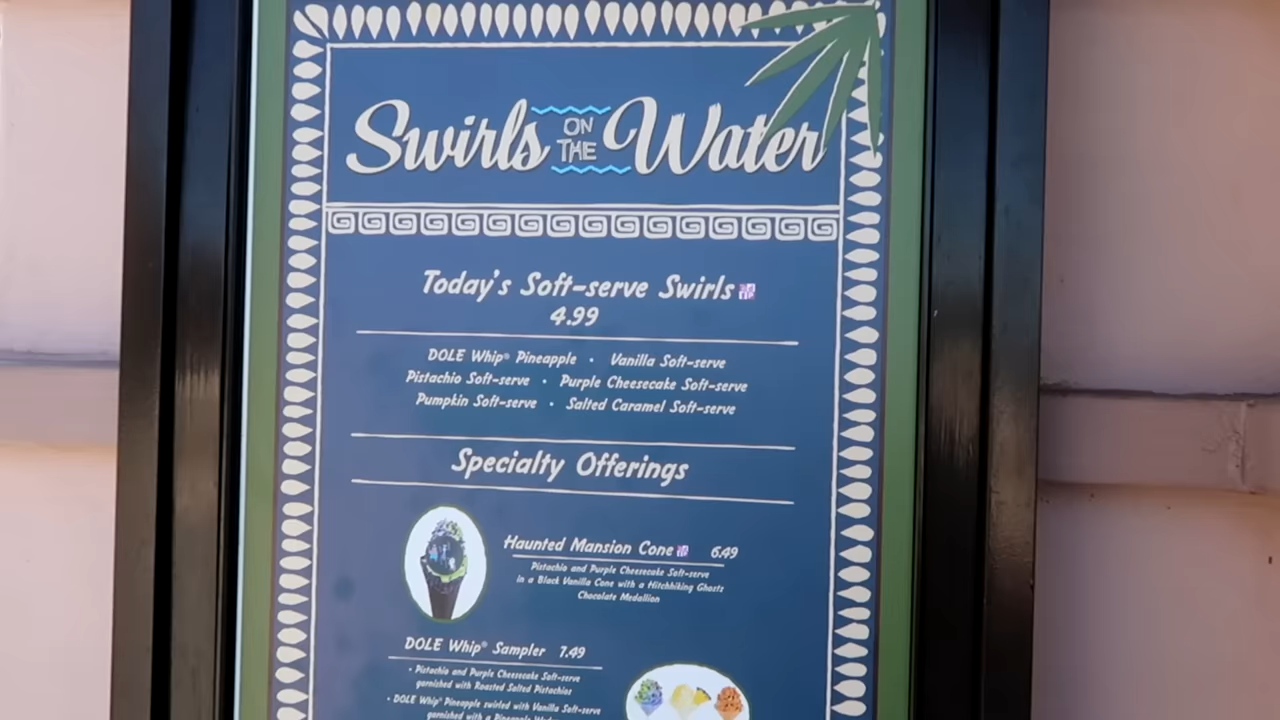 Swirls ON THE Water
Today's Soft-serve Swirls
4.99
DOLE Whip® Pineapple • Vanilla Soft-serve
Pistachio Soft-serve • Purple Cheesecake Soft-serve
Pumpkin Soft-serve • Salted Caramel Soft-serve
Specialty Offerings
Haunted Mansion Cone 6.49
Pistachio and Purple Cheesecake Soft-serve
in a Black Vanilla Cone with a Hitchhiking Ghosts
Chocolate Medallion
DOLE Whip® Sampler 7.49
• Pistachio and Purple Cheesecake Soft-serve
garnished with Roasted Salted Pistachios
• DOLE Whip® Pineapple swirled with Vanilla Soft-serve
garnished with a Pineapple